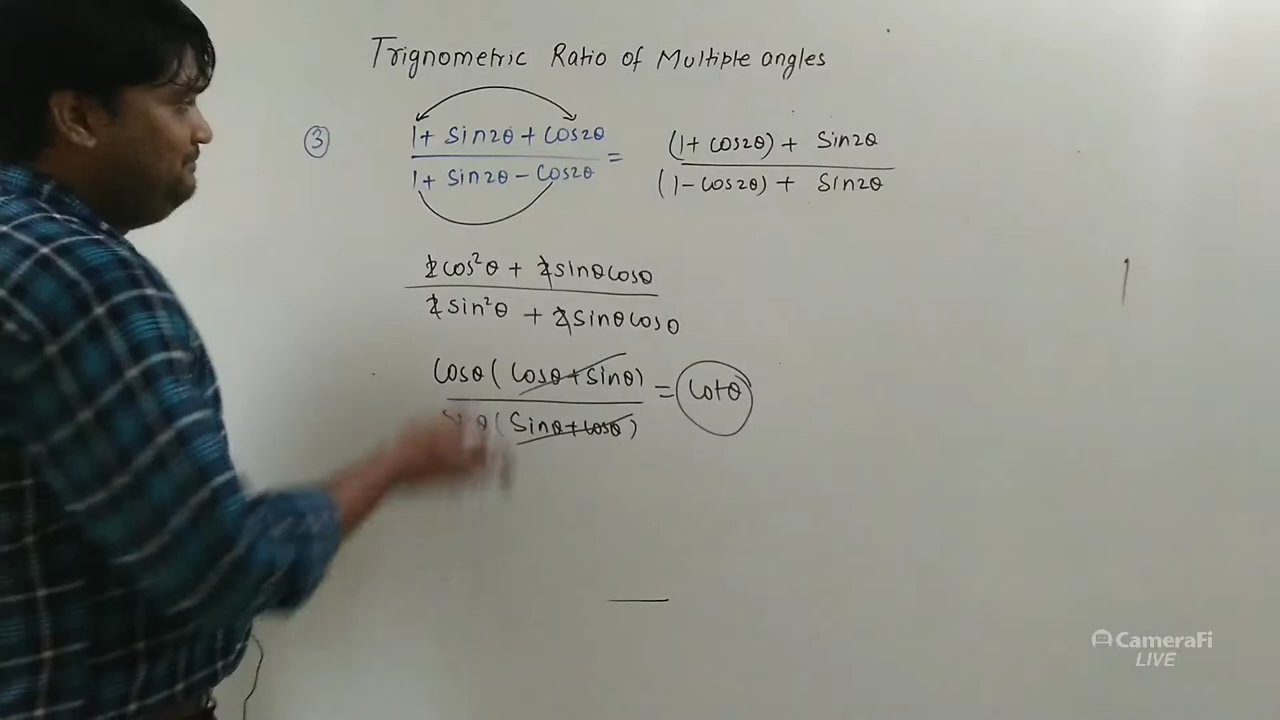 Trignometric Ratio of Multiple angles
③ 1 + Sin2θ + Cos2θ / 1 + Sin2θ - Cos2θ = (1 + Cos2θ) + Sin2θ / (1 - Cos2θ) + Sin2θ
2cos²θ + 2sinθcosθ
2sin²θ + 2sinθcosθ
Cosθ (Cosθ + Sinθ) = Cotθ
(Sinθ + Cosθ)
CameraFi
LIVE